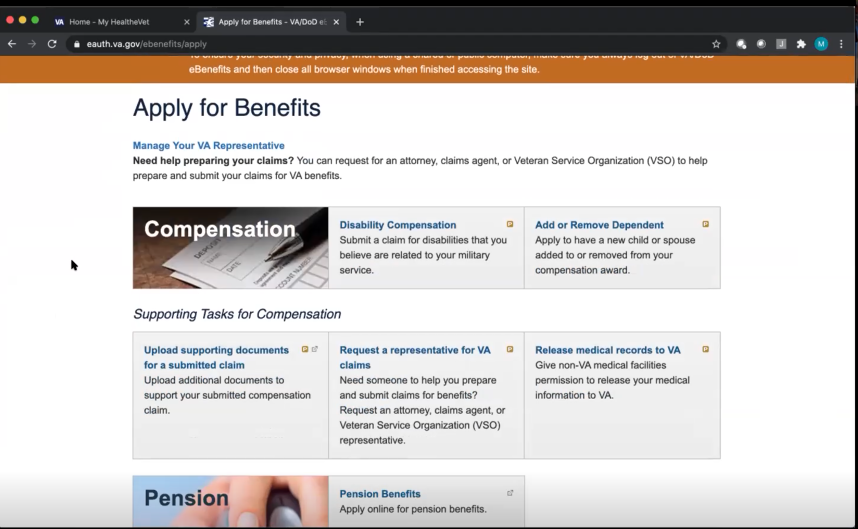 Home - My HealtheVet
Apply for Benefits - VA/DoD eB
eauth.va.gov/ebenefits/apply
To ensure your security and privacy, when using a shared or public computer, make sure you always log out of VA/DoD
eBenefits and then close all browser windows when finished accessing the site.
Apply for Benefits
Manage Your VA Representative
Need help preparing your claims? You can request for an attorney, claims agent, or Veteran Service Organization (VSO) to help
prepare and submit your claims for VA benefits.
Compensation
Disability Compensation
Submit a claim for disabilities that you
believe are related to your military
service.
Add or Remove Dependent
Apply to have a new child or spouse
added to or removed from your
compensation award.
Supporting Tasks for Compensation
Upload supporting documents
for a submitted claim
Upload additional documents to
support your submitted compensation
claim.
Request a representative for VA
claims
Need someone to help you prepare
and submit claims for benefits?
Request an attorney, claims agent, or
Veteran Service Organization (VSO)
representative.
Release medical records to VA
Give non-VA medical facilities
permission to release your medical
information to VA.
Pension
Pension Benefits
Apply online for pension benefits.